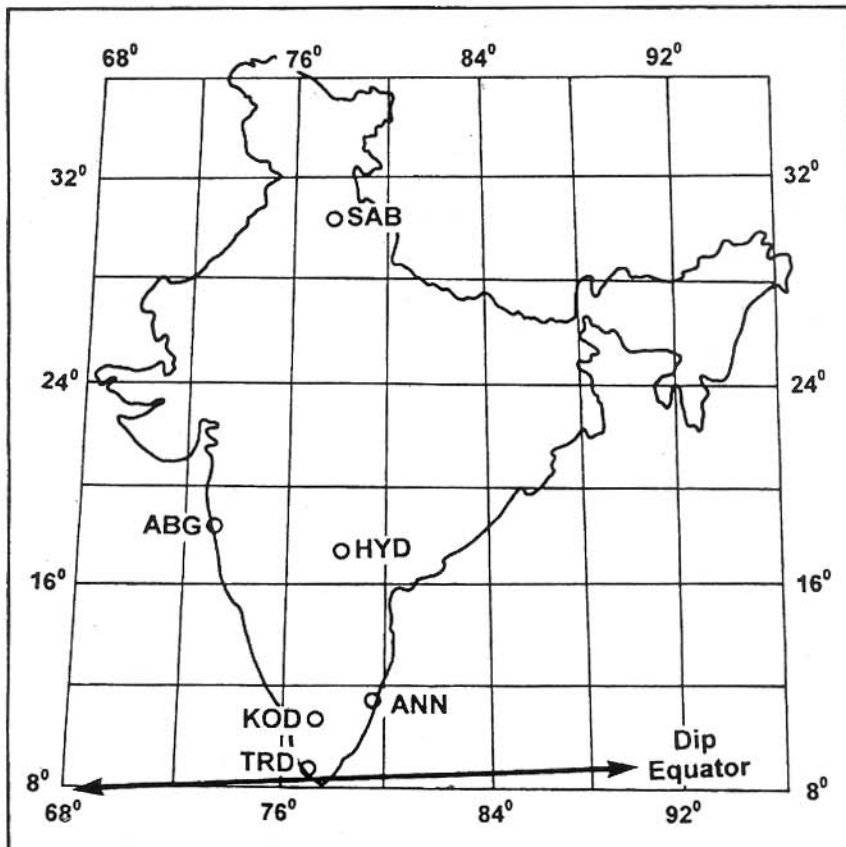 68⁰ 76⁰ 84⁰ 92⁰
32⁰ 32⁰
SAB
24⁰ 24⁰
ABG
HYD
16⁰ 16⁰
ANN
KOD
TRD
Dip
Equator
8⁰ 8⁰
68⁰ 76⁰ 84⁰ 92⁰